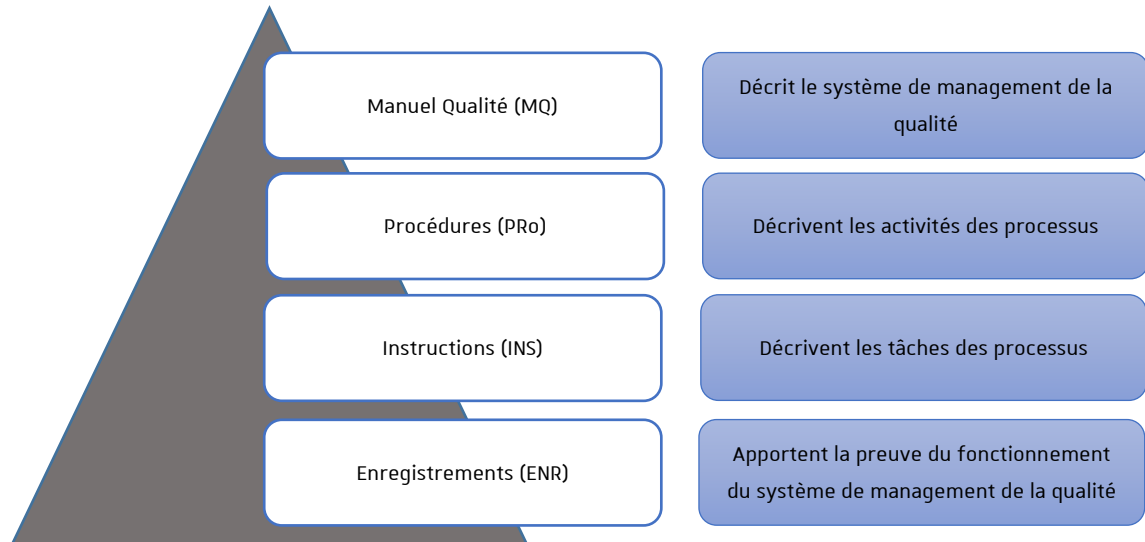 Manuel Qualité (MQ)
Décrit le système de management de la
qualité
Procédures (PRo)
Décrivent les activités des processus
Instructions (INS)
Décrivent les tâches des processus
Enregistrements (ENR)
Apportent la preuve du fonctionnement
du système de management de la qualité